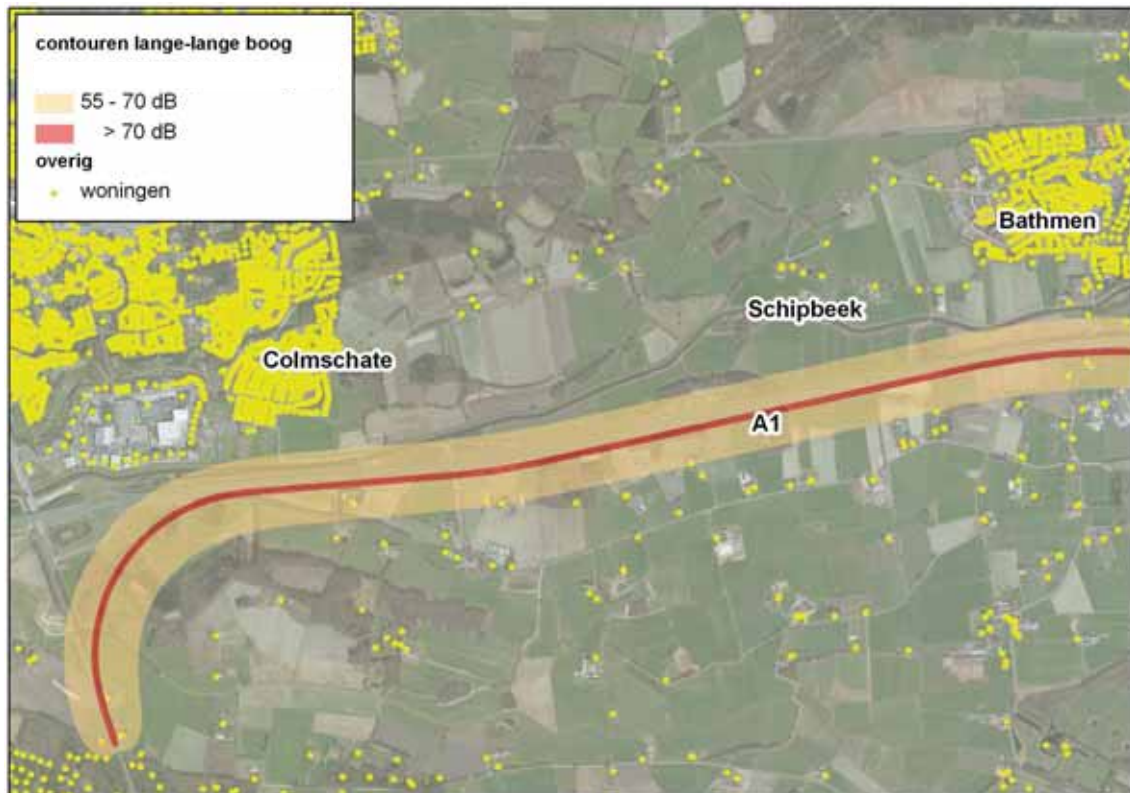 contouren lange-lange boog
55 - 70 dB
> 70 dB
overig
woningen
Bathmen
Schipbeek
Colmschate
A1